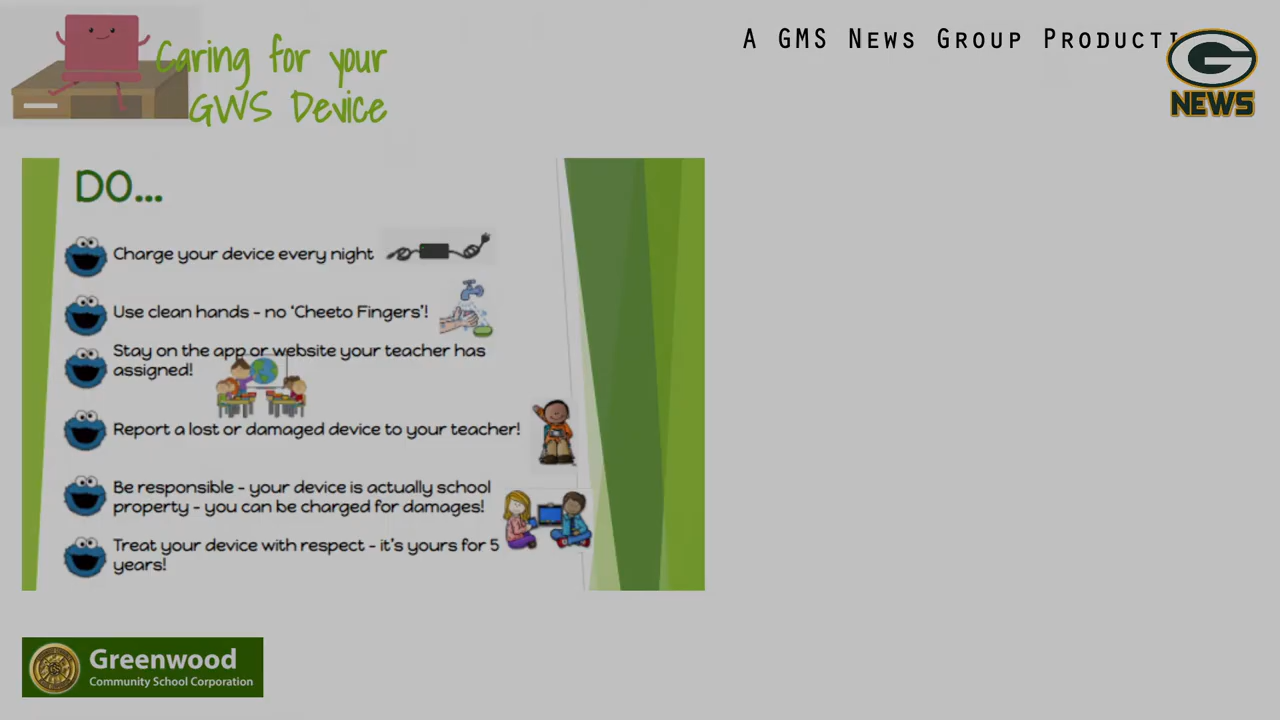 Caring for your
GWS Device
A GMS News Group Producti
G
NEWS
DO...
Charge your device every night
Use clean hands - no 'Cheeto Fingers'!
Stay on the app or website your teacher has
assigned!
Report a lost or damaged device to your teacher!
Be responsible - your device is actually school
property - you can be charged for damages!
Treat your device with respect - it's yours for 5
years!
Greenwood
Community School Corporation